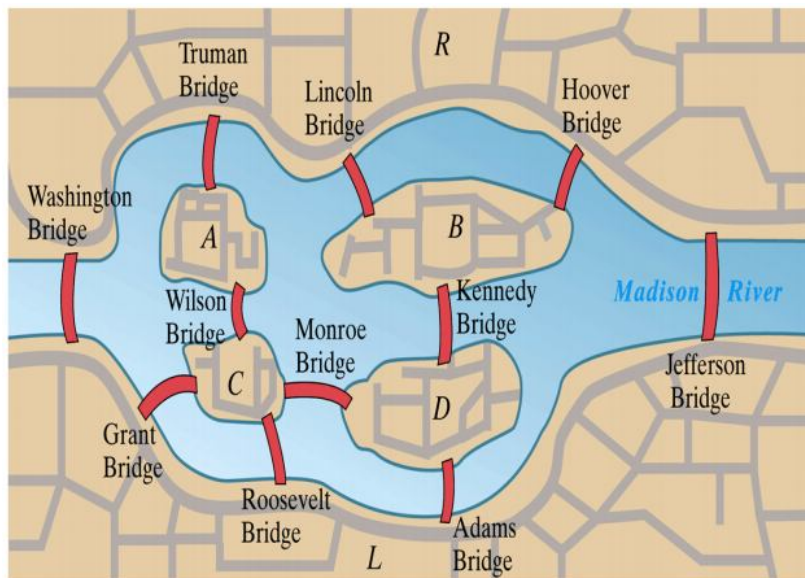 R
Truman
Bridge
Lincoln
Bridge
Hoover
Bridge
Washington
Bridge
A
B
Wilson
Bridge
Monroe
Bridge
Kennedy
Bridge
Madison River
Jefferson
Bridge
C
D
Grant
Bridge
Roosevelt
Bridge
Adams
Bridge
L